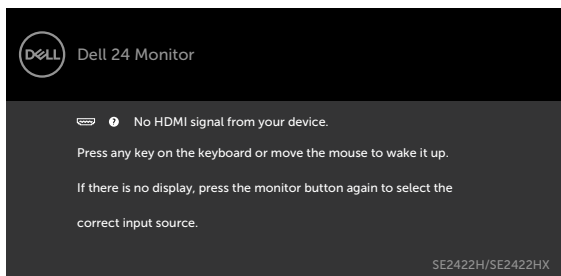 DELL
Dell 24 Monitor
? No HDMI signal from your device.
Press any key on the keyboard or move the mouse to wake it up.
If there is no display, press the monitor button again to select the
correct input source.
SE2422H/SE2422HX